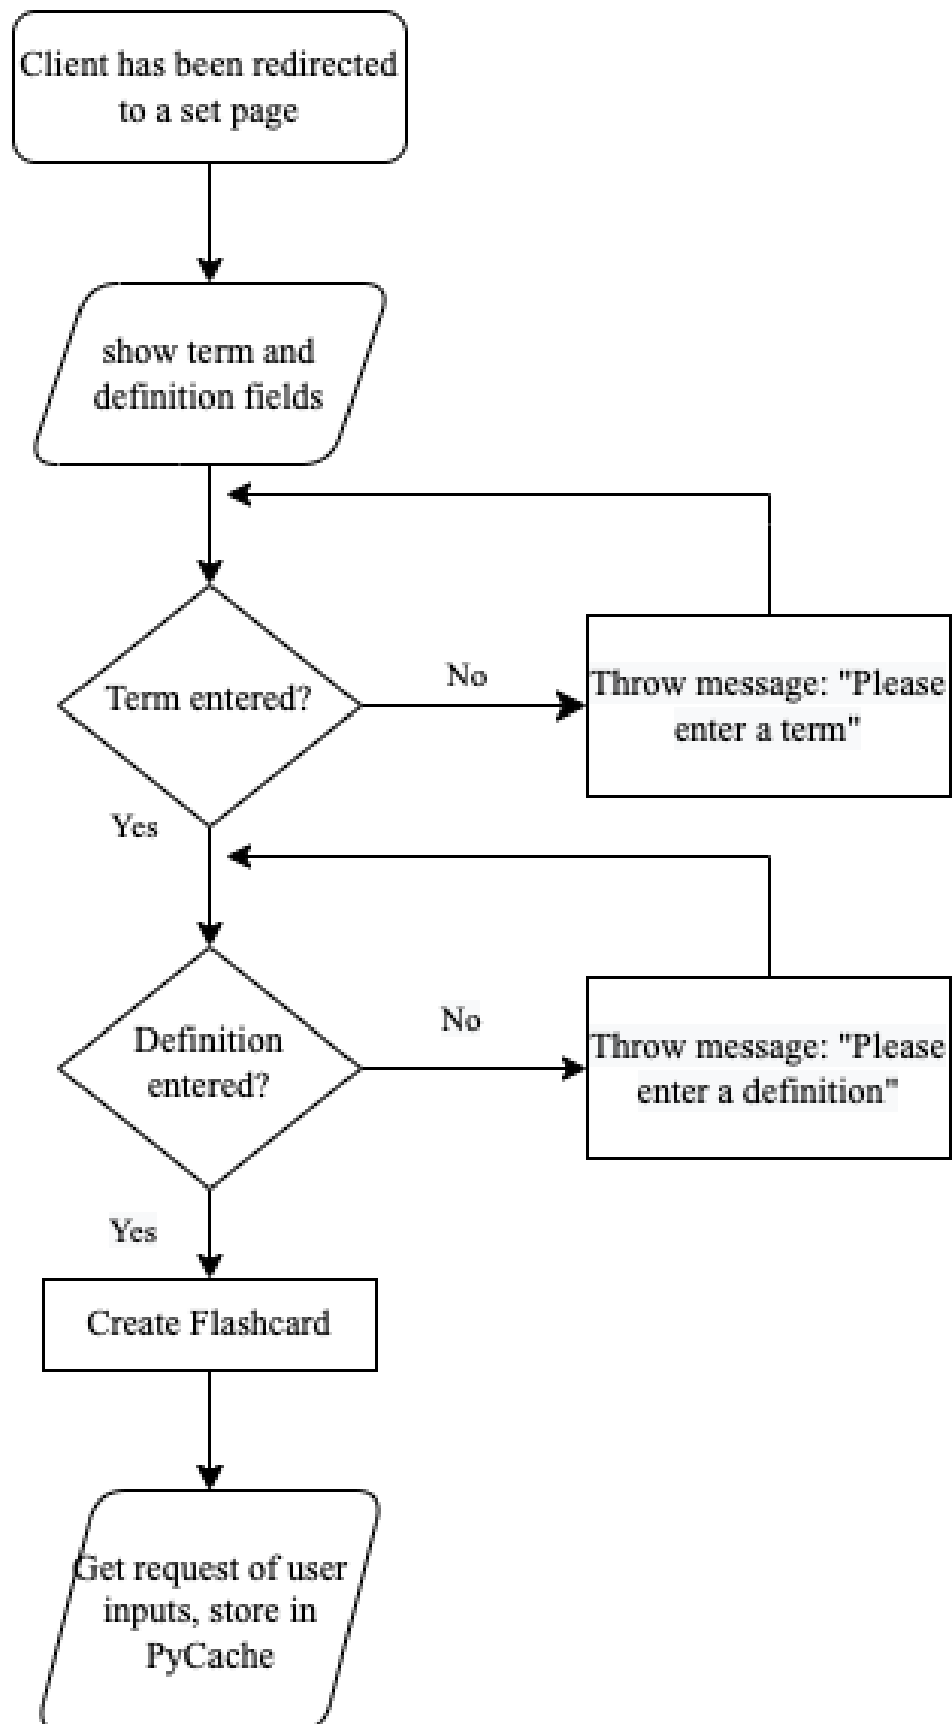 Client has been redirected
to a set page
show term and
definition fields
Term entered?
No
Throw message: "Please
enter a term"
Yes
Definition
entered?
No
Throw message: "Please
enter a definition"
Yes
Create Flashcard
Get request of user
inputs, store in
PyCache